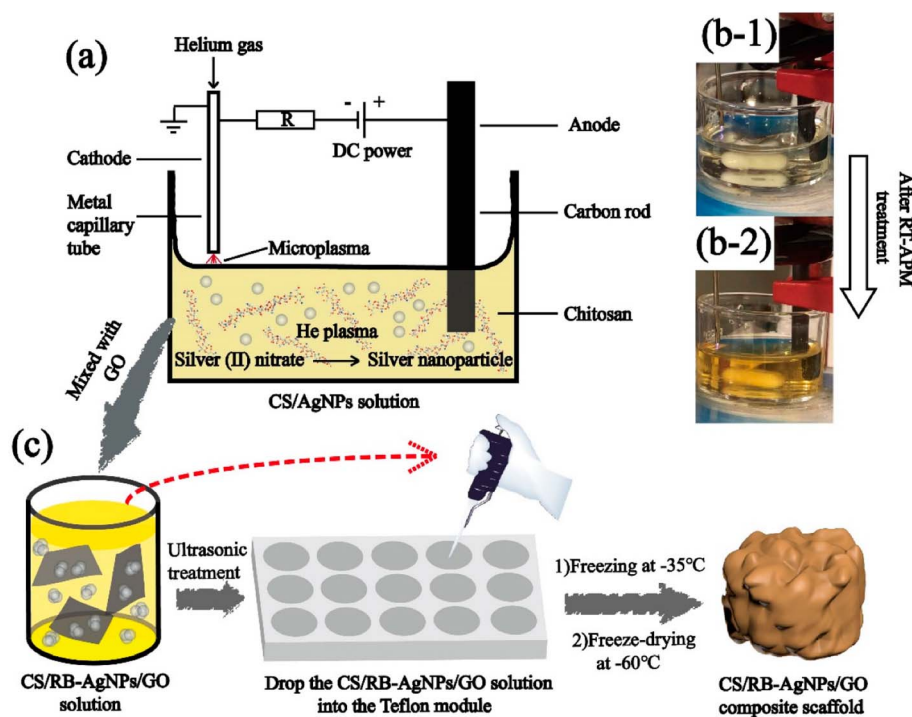 (a)
Helium gas
R
-
+
DC power
Anode
Cathode
Metal
capillary
tube
Microplasma
Carbon rod
He plasma
Silver (II) nitrate
Silver nanoparticle
Chitosan
CS/AgNPs solution
(b-1)
After RT-APM
treatment
(b-2)
Mixed with
GO
(c)
Ultrasonic
treatment
1)Freezing at -35°C
2)Freeze-drying
at -60°C
CS/RB-AgNPs/GO
solution
Drop the CS/RB-AgNPs/GO solution
into the Teflon module
CS/RB-AgNPs/GO
composite scaffold